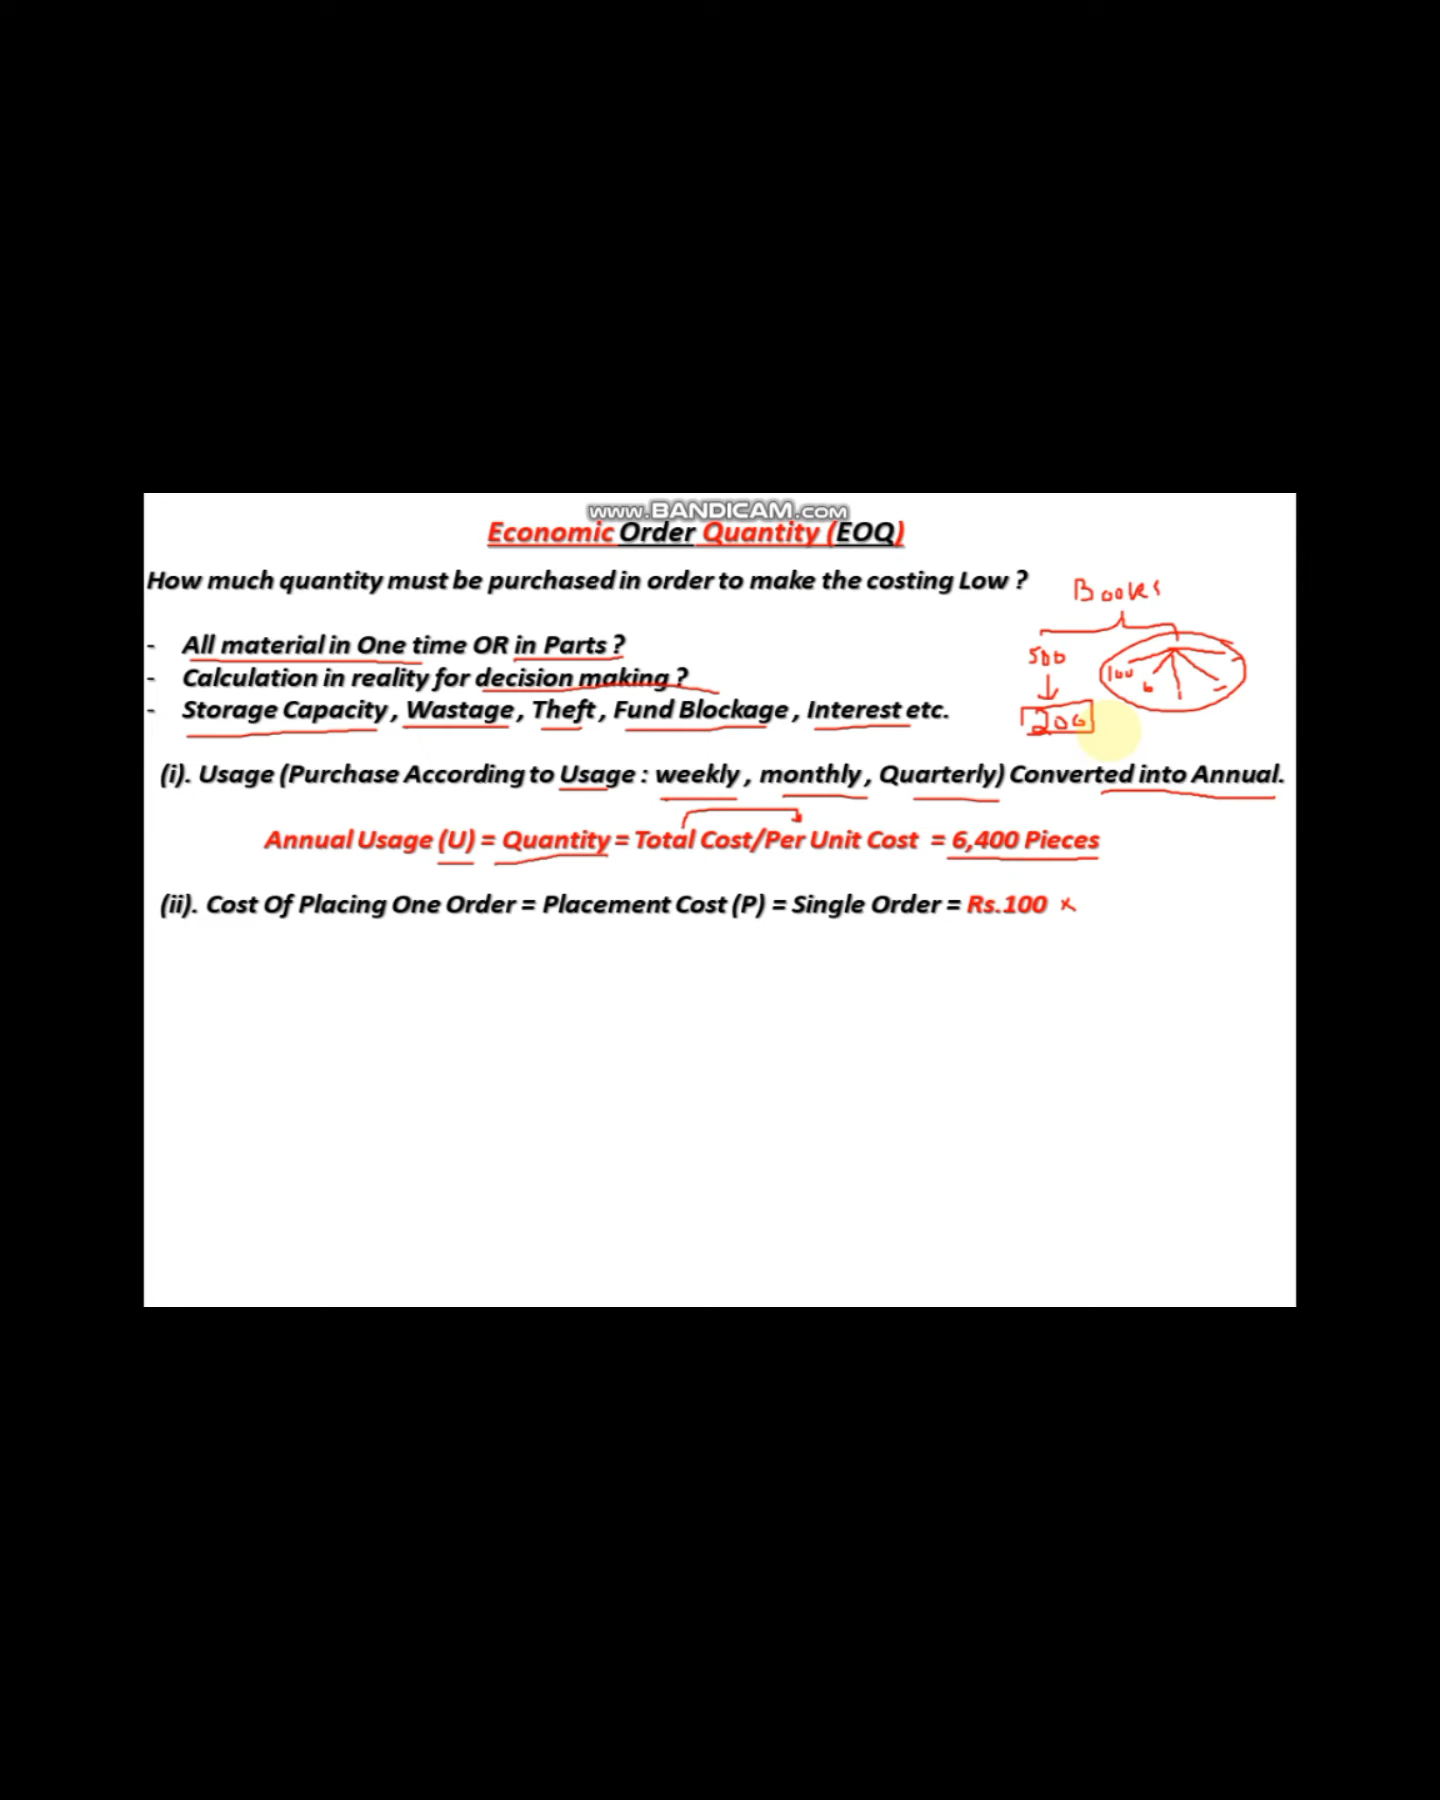 www.BANDICAM.com
Economic Order Quantity (EOQ)
How much quantity must be purchased in order to make the costing Low ?
Books
- All material in One time OR in Parts ?
500
100
- Calculation in reality for decision making ?
- Storage Capacity , Wastage , Theft , Fund Blockage , Interest etc.
200
(i). Usage (Purchase According to Usage : weekly , monthly , Quarterly) Converted into Annual.
Annual Usage (U) = Quantity = Total Cost/Per Unit Cost = 6,400 Pieces
(ii). Cost Of Placing One Order = Placement Cost (P) = Single Order = Rs.100 ×